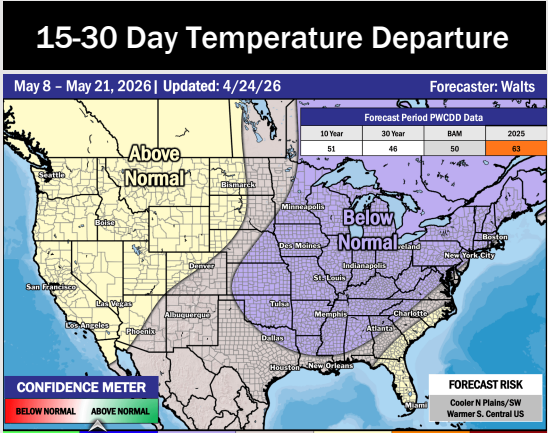 15-30 Day Temperature Departure
May 8 – May 21, 2026 | Updated: 4/24/26
Forecaster: Walts
Forecast Period PWCDD Data
10 Year 30 Year BAM 2025
51 46 50 63
Above
Normal
Seattle
Bismarck
Minneapolis
Below
Normal
Boise
Boston
Des Moines
eveland
New York City
Denver
Indianapolis
San Francisco
St. Louis
Las Vegas
Tulsa
Memphis
Charlotte
Los Angeles
Phoenix
Albuquerque
Atlanta
Dallas
Houston
New Orleans
Miami
CONFIDENCE METER
BELOW NORMAL
ABOVE NORMAL
FORECAST RISK
Cooler N Plains/SW
Warmer S. Central US